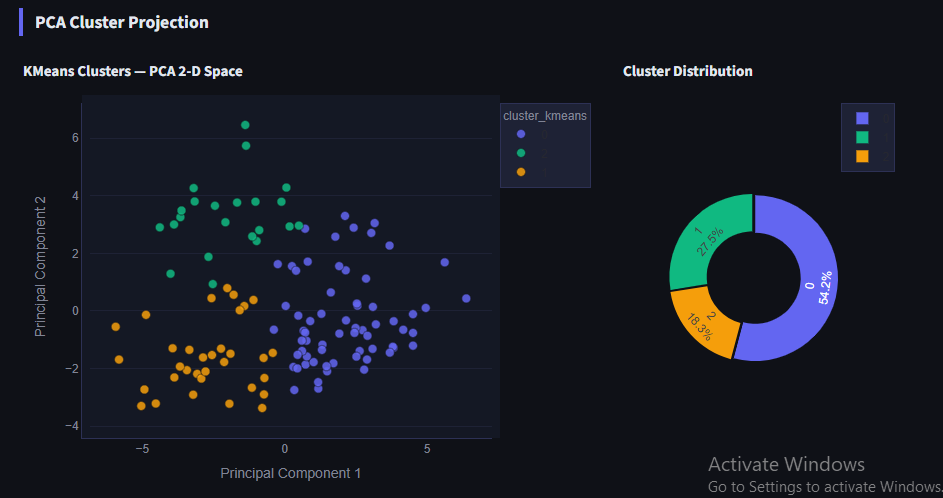 PCA Cluster Projection
KMeans Clusters — PCA 2-D Space
Cluster Distribution
cluster_kmeans
6
4
2
0
−2
−4
Principal Component 2
−5
0
5
Principal Component 1
1
27.5%
0
54.2%
2
18.3%
Activate Windows
Go to Settings to activate Windows.